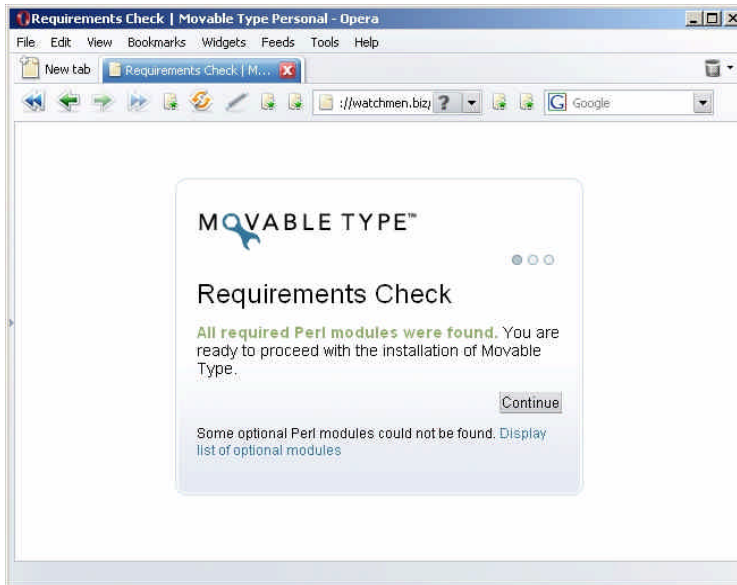 Requirements Check | Movable Type Personal - Opera
File Edit View Bookmarks Widgets Feeds Tools Help
New tab Requirements Check | M...
://watchmen.biz/ ? Google
MOVABLE TYPE™
Requirements Check
All required Perl modules were found. You are
ready to proceed with the installation of Movable
Type.
Continue
Some optional Perl modules could not be found. Display
list of optional modules